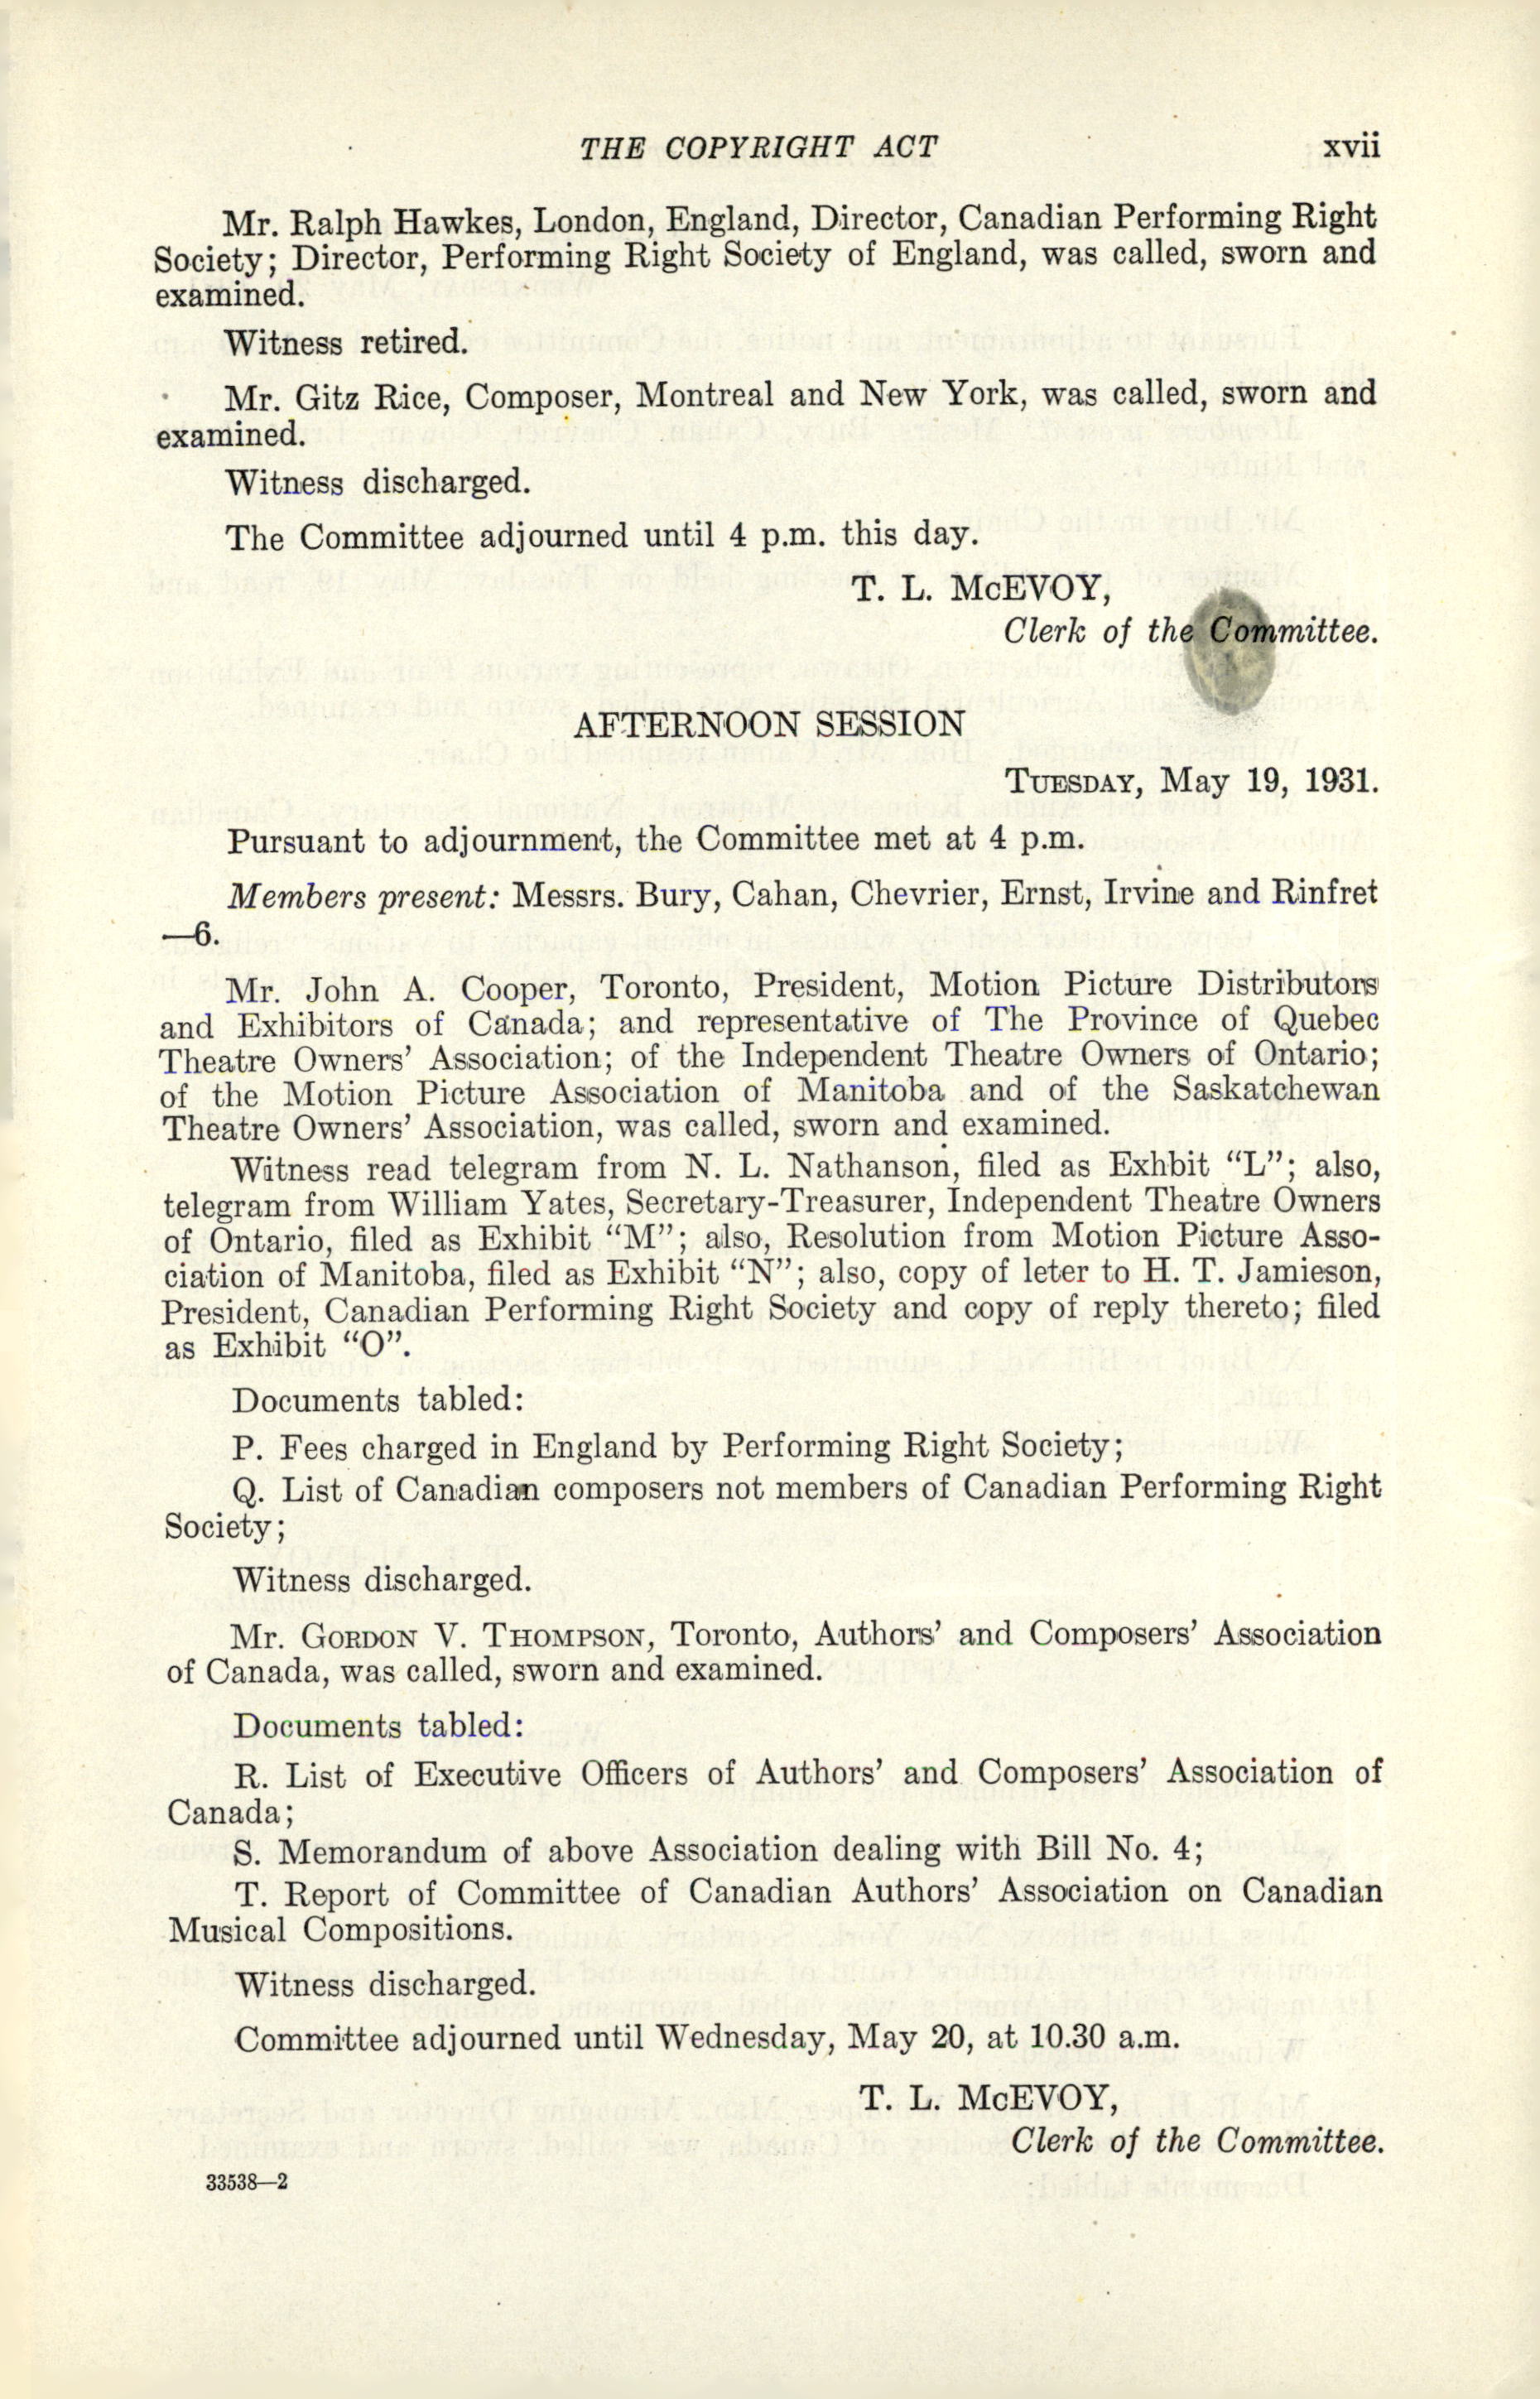 THE COPYRIGHT ACT xvii
Mr. Ralph Hawkes, London, England, Director, Canadian Performing Right
Society; Director, Performing Right Society of England, was called, sworn and
examined.
Witness retired.
Mr. Gitz Rice, Composer, Montreal and New York, was called, sworn and
examined.
Witness discharged.
The Committee adjourned until 4 p.m. this day.
T. L. McEVOY,
Clerk of the Committee.
AFTERNOON SESSION
TUESDAY, May 19, 1931.
Pursuant to adjournment, the Committee met at 4 p.m.
Members present: Messrs. Bury, Cahan, Chevrier, Ernst, Irvine and Rinfret
—6.
Mr. John A. Cooper, Toronto, President, Motion Picture Distributors
and Exhibitors of Canada; and representative of The Province of Quebec
Theatre Owners' Association; of the Independent Theatre Owners of Ontario;
of the Motion Picture Association of Manitoba and of the Saskatchewan
Theatre Owners' Association, was called, sworn and examined.
Witness read telegram from N. L. Nathanson, filed as Exhbit "L"; also,
telegram from William Yates, Secretary-Treasurer, Independent Theatre Owners
of Ontario, filed as Exhibit "M"; also, Resolution from Motion Picture Asso-
ciation of Manitoba, filed as Exhibit "N"; also, copy of leter to H. T. Jamieson,
President, Canadian Performing Right Society and copy of reply thereto; filed
as Exhibit "O".
Documents tabled:
P. Fees charged in England by Performing Right Society;
Q. List of Canadian composers not members of Canadian Performing Right
Society;
Witness discharged.
Mr. GORDON V. THOMPSON, Toronto, Authors' and Composers' Association
of Canada, was called, sworn and examined.
Documents tabled:
R. List of Executive Officers of Authors' and Composers' Association of
Canada;
S. Memorandum of above Association dealing with Bill No. 4;
T. Report of Committee of Canadian Authors' Association on Canadian
Musical Compositions.
Witness discharged.
Committee adjourned until Wednesday, May 20, at 10.30 a.m.
T. L. McEVOY,
Clerk of the Committee.
33538—2